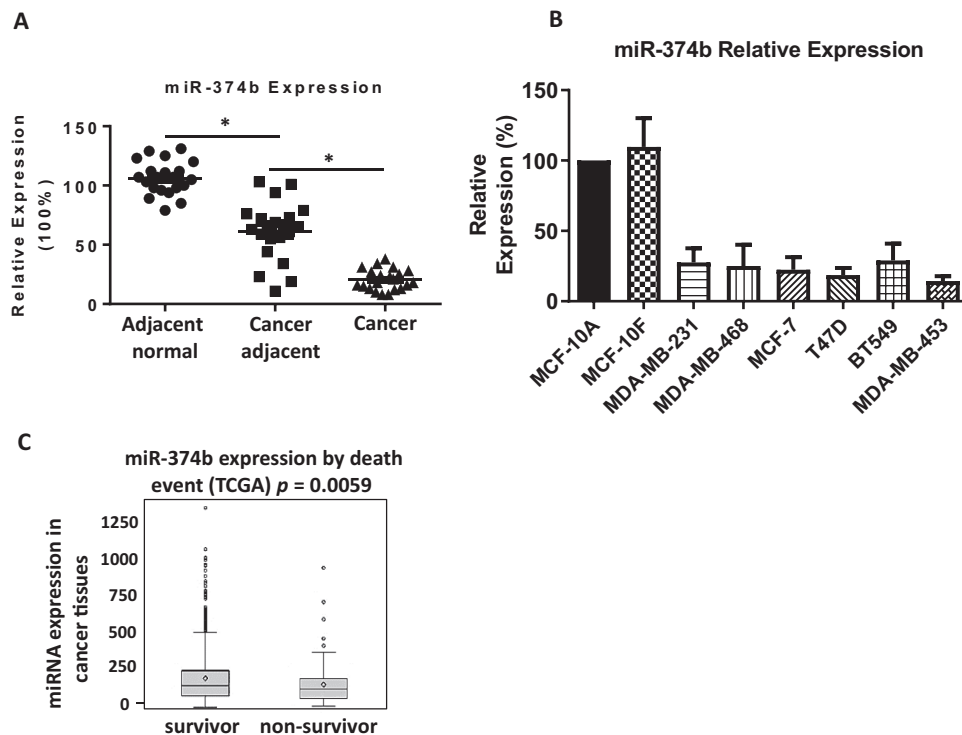 A
miR-374b Expression
Relative Expression
(100%)
150
100
50
0
*
*
Adjacent
normal
Cancer
adjacent
Cancer
B
miR-374b Relative Expression
Relative
Expression (%)
150
100
50
0
MCF-10A
MCF-10F
MDA-MB-231
MDA-MB-468
MCF-7
T47D
BT549
MDA-MB-453
C
miR-374b expression by death
event (TCGA) p = 0.0059
miRNA expression in
cancer tissues
1250
1000
750
500
250
0
survivor
non-survivor